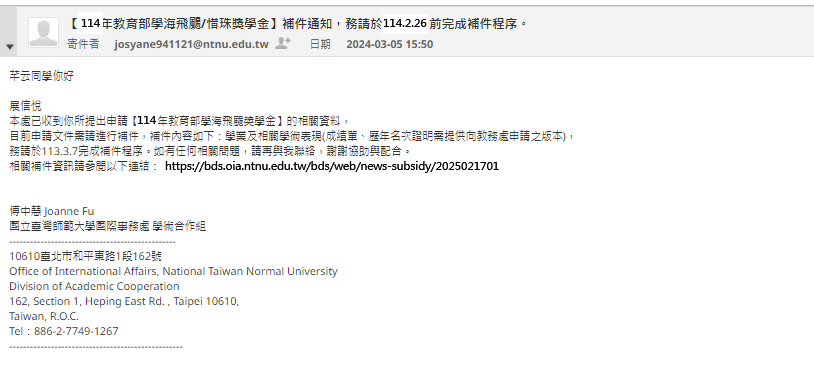 【 114年教育部學海飛颺/惜珠獎學金】補件通知，務請於114.2.26 前完成補件程序。
寄件者 josyane941121@ntnu.edu.tw 日期 2024-03-05 15:50
芊云同學你好
展信悅
本處已收到你所提出申請【114年教育部學海飛颺獎學金】的相關資料，
目前申請文件需請進行補件，補件內容如下：學業及相關學術表現(成績單、歷年名次證明需提供向教務處申請之版本)，
務請於113.3.7完成補件程序。如有任何相關問題，請再與我聯絡，謝謝協助與配合。
相關補件資訊請參閱以下連結： https://bds.oia.ntnu.edu.tw/bds/web/news-subsidy/2025021701
傅中慧 Joanne Fu
國立臺灣師範大學國際事務處 學術合作組
------------------------------------------------
10610臺北市和平東路1段162號
Office of International Affairs, National Taiwan Normal University
Division of Academic Cooperation
162, Section 1, Heping East Rd. , Taipei 10610,
Taiwan, R.O.C.
Tel：886-2-7749-1267
--------------------------------------------------